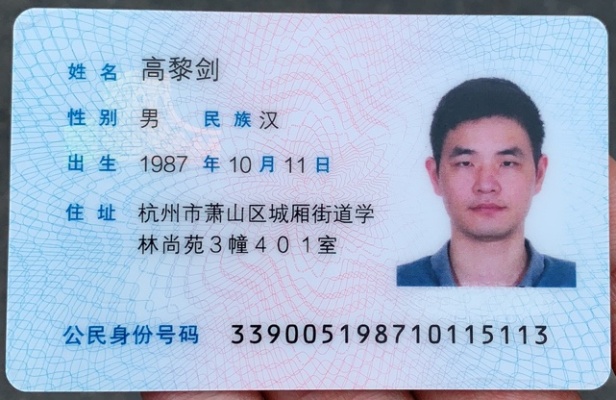 姓名 高黎剑
性别 男 民族 汉
出生 1987 年 10 月 11 日
住址 杭州市萧山区城厢街道学
林尚苑3幢401室
公民身份号码 339005198710115113